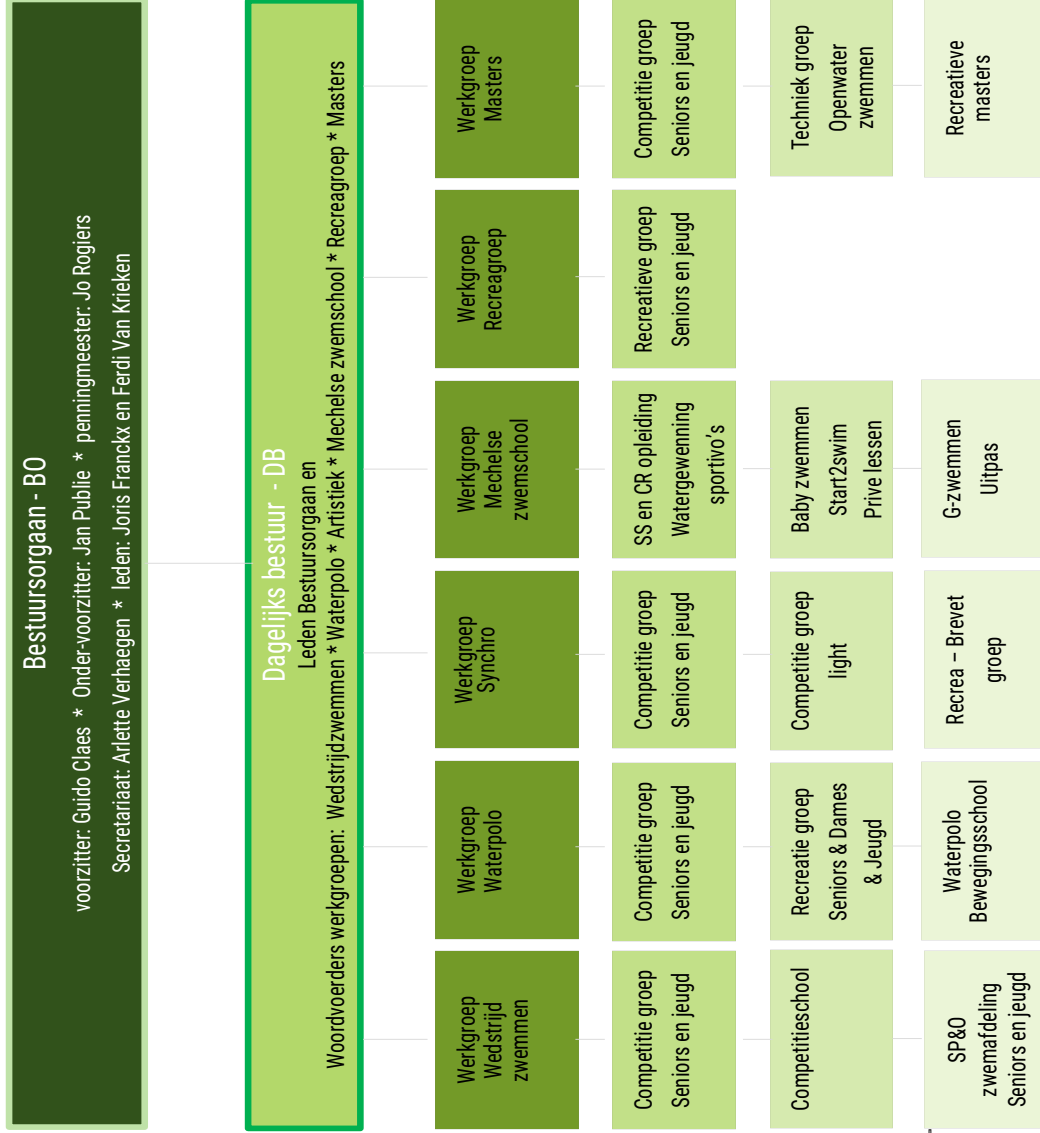 Bestuursorgaan - BO
voorzitter: Guido Claes * Onder-voorzitter: Jan Publie * penningmeester: Jo Rogiers
Secretariaat: Arlette Verhaegen * leden: Joris Franckx en Ferdi Van Krieken
Dagelijks bestuur - DB
Leden Bestuursorgaan en
Woordvoerders werkgroepen: Wedstrijdzwemmen * Waterpolo * Artistiek * Mechelse zwemschool * Recreagroep * Masters
Werkgroep
Wedstrijd
zwemmen
Werkgroep
Waterpolo
Werkgroep
Synchro
Werkgroep
Mechelse
zwemschool
Werkgroep
Recreagroep
Werkgroep
Masters
Competitie groep
Seniors en jeugd
Competitie groep
Seniors en jeugd
Competitie groep
Seniors en jeugd
SS en CR opleiding
Watergewenning
sportivo's
Recreatieve groep
Seniors en jeugd
Competitie groep
Seniors en jeugd
Competitieschool
Recreatie groep
Seniors & Dames
& Jeugd
Competitie groep
light
Baby zwemmen
Start2swim
Prive lessen
Techniek groep
Openwater
zwemmen
SP&O
zwemafdeling
Seniors en jeugd
Waterpolo
Bewegingsschool
Recrea – Brevet
groep
G-zwemmen
Uitpas
Recreatieve
masters